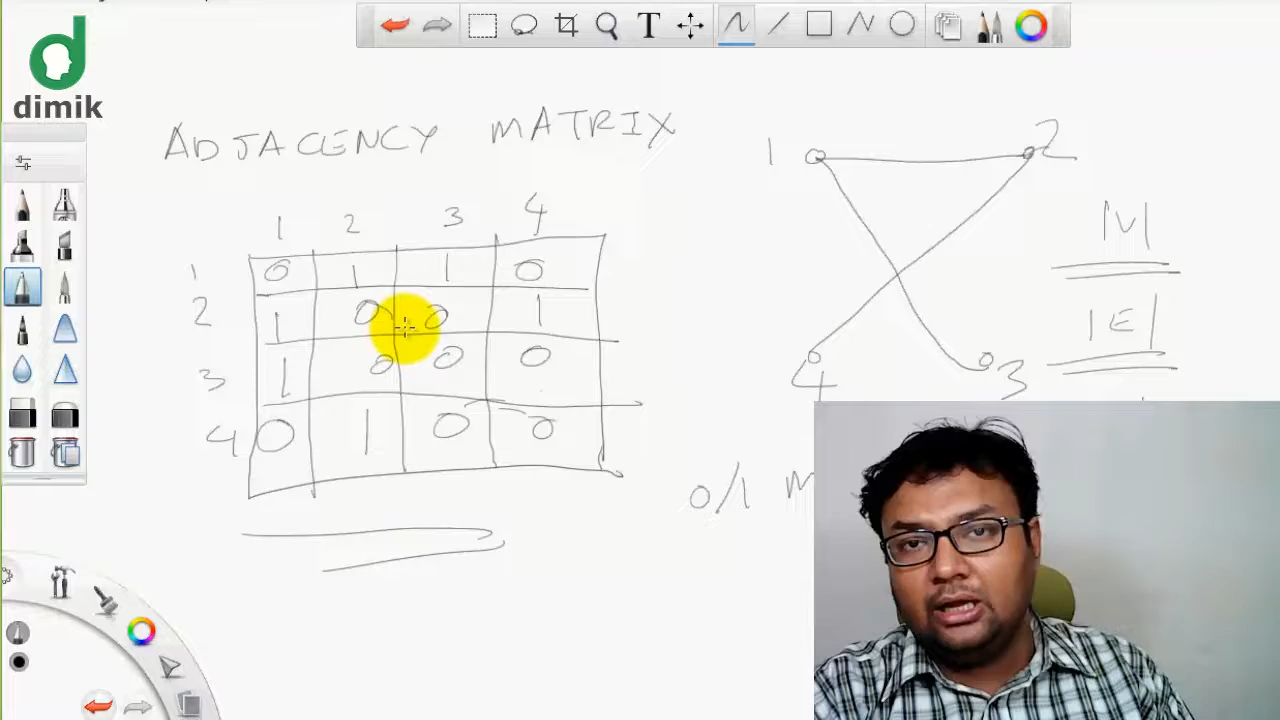 dimik
T
ADJACENCY MATRIX
1 2 3 4
1 0 1 1 0
2 1 0 0 1
3 1 0 0 0
4 0 1 0 0
1 2
4 3
|V|
|E|
0/1 M